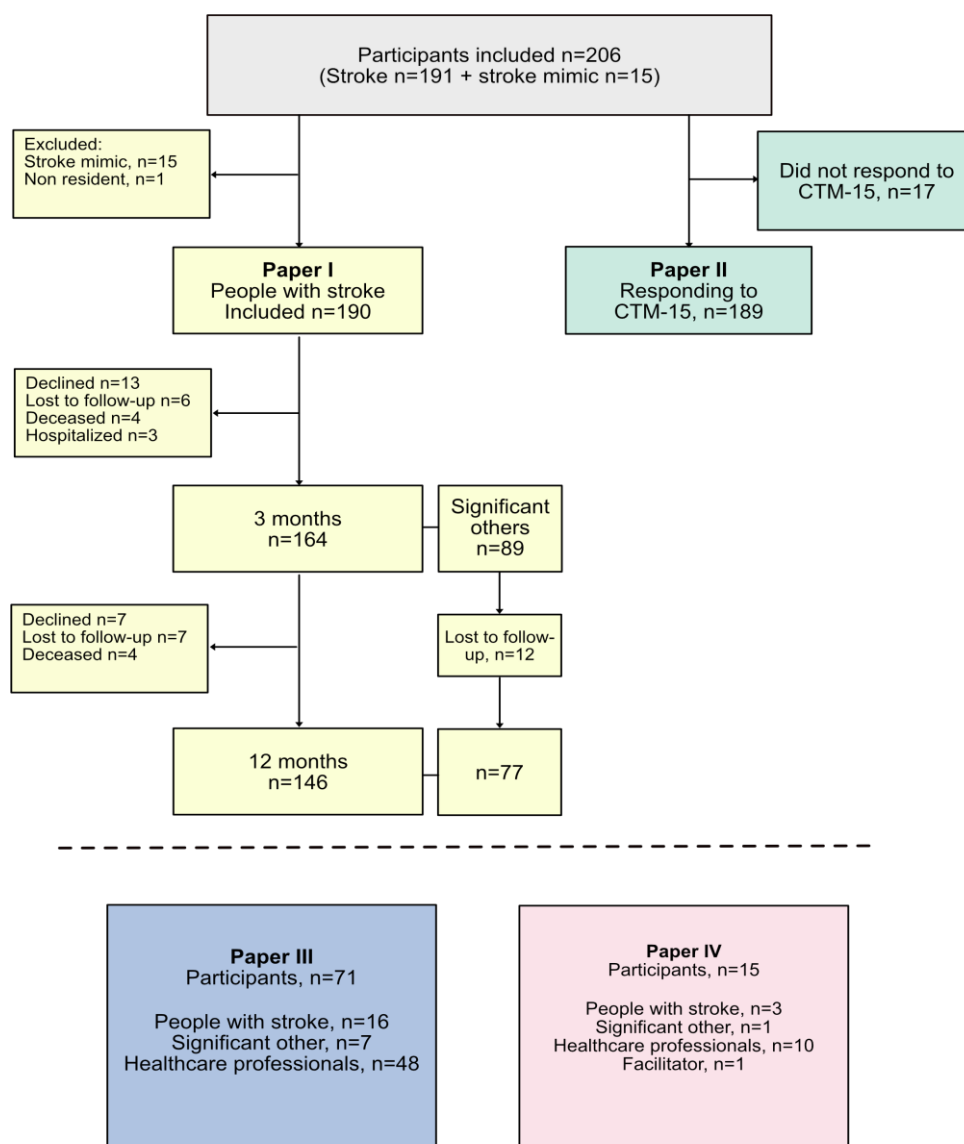 Participants included n=206
(Stroke n=191 + stroke mimic n=15)
Excluded:
Stroke mimic, n=15
Non resident, n=1
Did not respond to
CTM-15, n=17
Paper I
People with stroke
Included n=190
Paper II
Responding to
CTM-15, n=189
Declined n=13
Lost to follow-up n=6
Deceased n=4
Hospitalized n=3
3 months
n=164
Significant
others
n=89
Declined n=7
Lost to follow-up n=7
Deceased n=4
Lost to follow-
up, n=12
12 months
n=146
n=77
Paper III
Participants, n=71
People with stroke, n=16
Significant other, n=7
Healthcare professionals, n=48
Paper IV
Participants, n=15
People with stroke, n=3
Significant other, n=1
Healthcare professionals, n=10
Facilitator, n=1